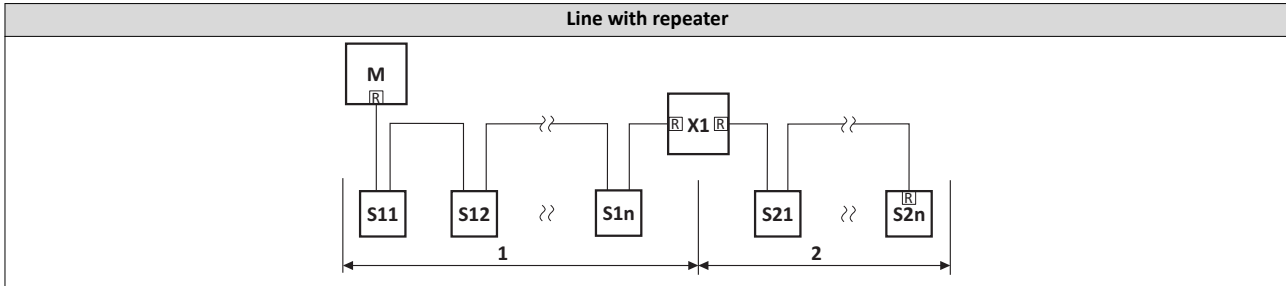 Line with repeater
M
R
R X1 R
S11 S12 S1n S21 R S2n
1 2